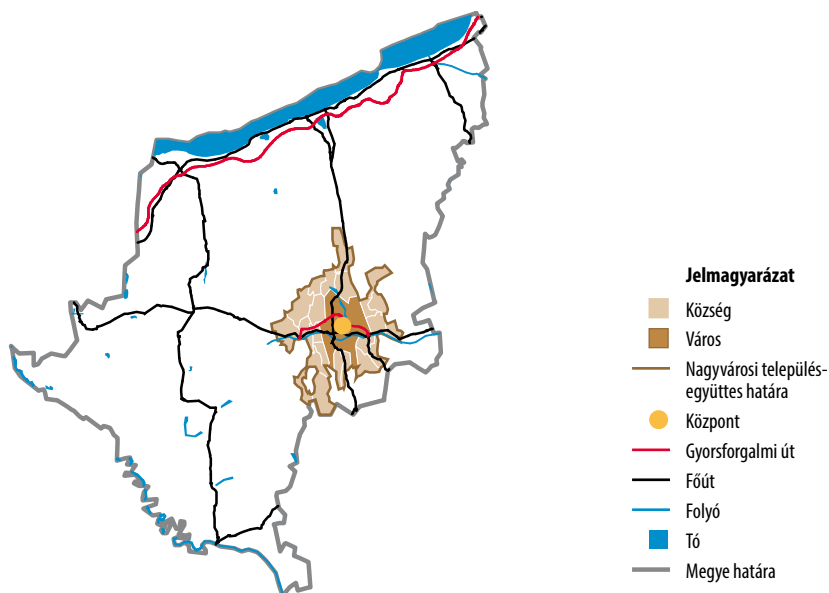 Jelmagyarázat
Község
Város
Nagyvárosi település-
együttes határa
Központ
Gyorsforgalmi út
Főút
Folyó
Tó
Megye határa